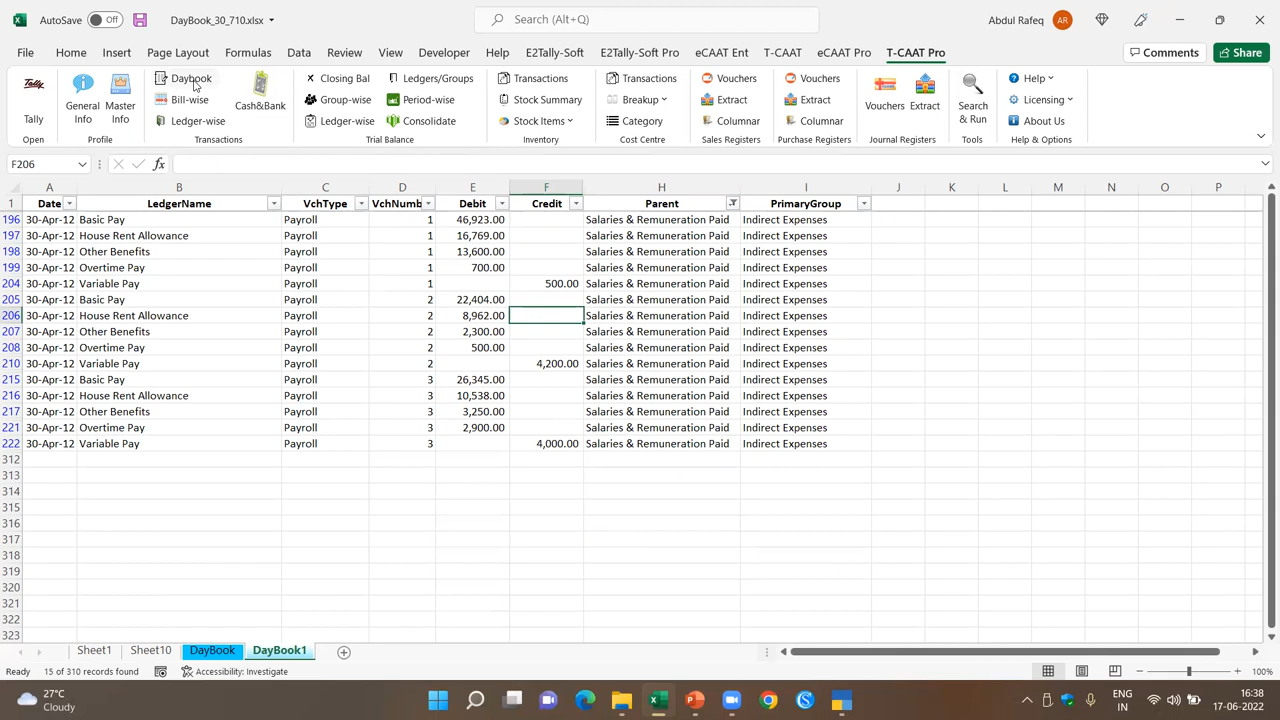 AutoSave Off DayBook_30_710.xlsx Search (Alt+Q) Abdul Rafeq AR
File Home Insert Page Layout Formulas Data Review View Developer Help E2Tally-Soft E2Tally-Soft Pro eCAAT Ent T-CAAT eCAAT Pro T-CAAT Pro Comments Share
Tally
Tally
Open
General Info
Master Info
Profile
Daybook
Bill-wise
Ledger-wise
Cash&Bank
Transactions
Closing Bal
Group-wise
Ledger-wise
Ledgers/Groups
Period-wise
Consolidate
Trial Balance
Transactions
Stock Summary
Stock Items
Inventory
Transactions
Breakup
Category
Cost Centre
Vouchers
Extract
Columnar
Sales Registers
Vouchers
Extract
Columnar
Purchase Registers
Vouchers
Extract
Journal Registers
Search & Run
Tools
Help
Licensing
About Us
Help & Options
F206 fx
A B C D E F H I J K L M N O P
1 Date LedgerName VchType VchNumb Debit Credit Parent PrimaryGroup
196 30-Apr-12 Basic Pay Payroll 1 46,923.00 Salaries & Remuneration Paid Indirect Expenses
197 30-Apr-12 House Rent Allowance Payroll 1 16,769.00 Salaries & Remuneration Paid Indirect Expenses
198 30-Apr-12 Other Benefits Payroll 1 13,600.00 Salaries & Remuneration Paid Indirect Expenses
199 30-Apr-12 Overtime Pay Payroll 1 700.00 Salaries & Remuneration Paid Indirect Expenses
204 30-Apr-12 Variable Pay Payroll 1 500.00 Salaries & Remuneration Paid Indirect Expenses
205 30-Apr-12 Basic Pay Payroll 2 22,404.00 Salaries & Remuneration Paid Indirect Expenses
206 30-Apr-12 House Rent Allowance Payroll 2 8,962.00 Salaries & Remuneration Paid Indirect Expenses
207 30-Apr-12 Other Benefits Payroll 2 2,300.00 Salaries & Remuneration Paid Indirect Expenses
208 30-Apr-12 Overtime Pay Payroll 2 500.00 Salaries & Remuneration Paid Indirect Expenses
210 30-Apr-12 Variable Pay Payroll 2 4,200.00 Salaries & Remuneration Paid Indirect Expenses
215 30-Apr-12 Basic Pay Payroll 3 26,345.00 Salaries & Remuneration Paid Indirect Expenses
216 30-Apr-12 House Rent Allowance Payroll 3 10,538.00 Salaries & Remuneration Paid Indirect Expenses
217 30-Apr-12 Other Benefits Payroll 3 3,250.00 Salaries & Remuneration Paid Indirect Expenses
221 30-Apr-12 Overtime Pay Payroll 3 2,900.00 Salaries & Remuneration Paid Indirect Expenses
222 30-Apr-12 Variable Pay Payroll 3 4,000.00 Salaries & Remuneration Paid Indirect Expenses
312
313
314
315
316
317
318
319
320
321
322
323
Sheet1 Sheet10 DayBook DayBook1
Ready 15 of 310 records found Accessibility: Investigate 100%
27°C
Cloudy
ENG
IN
16:38
17-06-2022